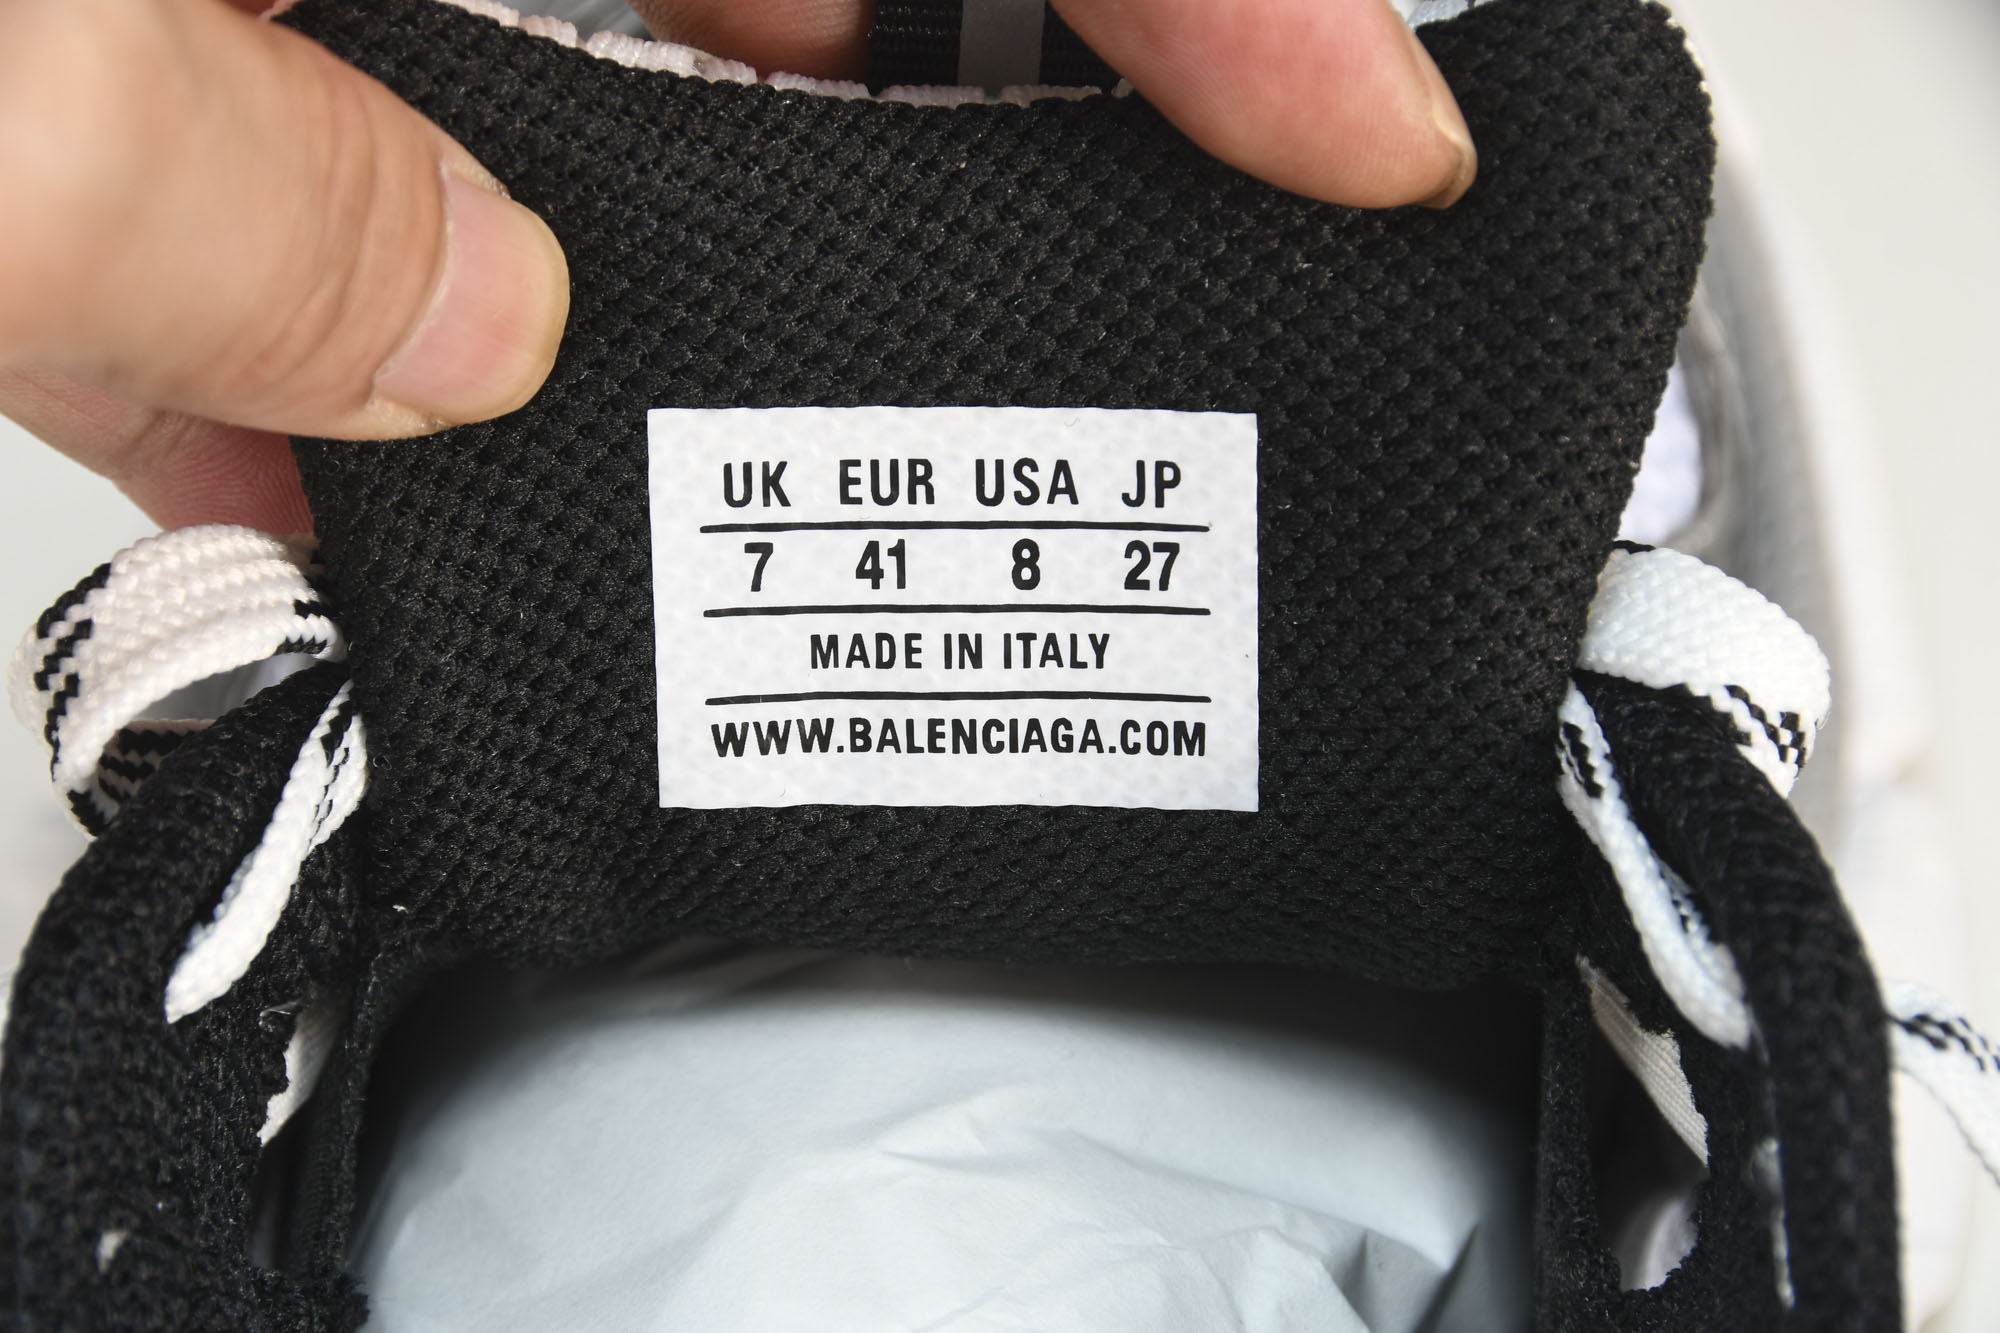 UK EUR USA JP
7 41 8 27
MADE IN ITALY
WWW.BALENCIAGA.COM